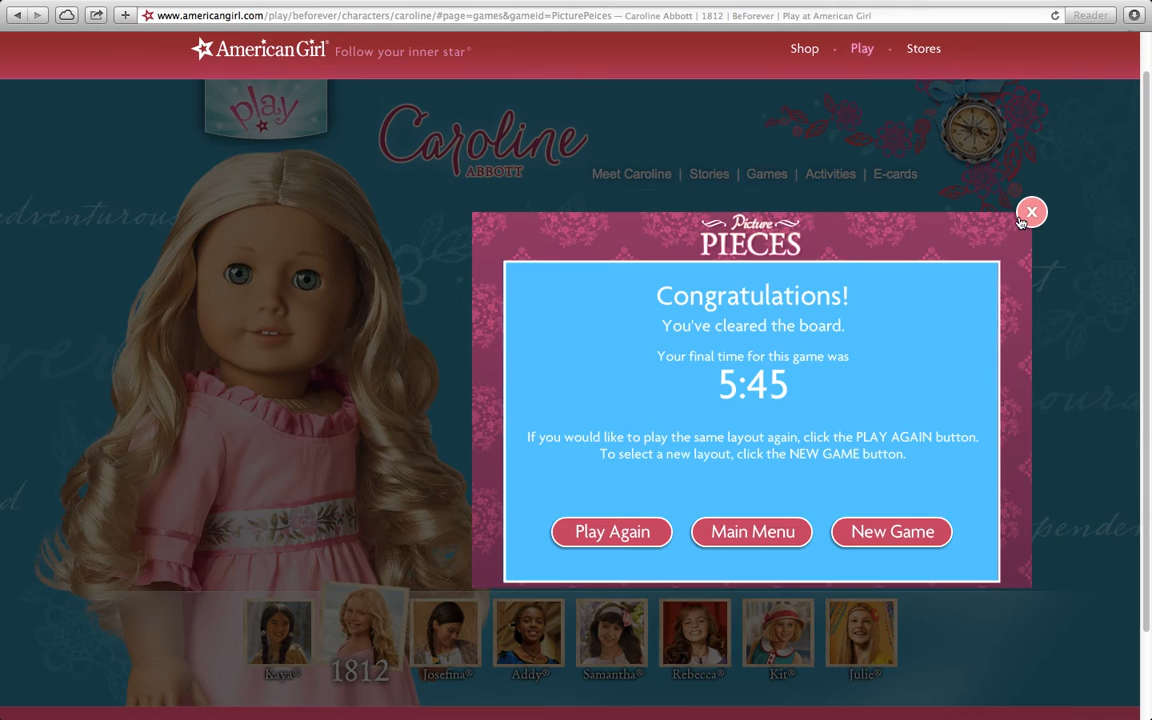 www.americangirl.com/play/beforever/characters/caroline/#page=games&gameid=PicturePeices — Caroline Abbott | 1812 | BeForever | Play at American Girl
Reader
American Girl® Follow your inner star®
Shop · Play · Stores
play
Caroline
ABBOTT
Meet Caroline | Stories | Games | Activities | E-cards
adventurous
X
Picture
PIECES
Congratulations!
You've cleared the board.
Your final time for this game was
5:45
If you would like to play the same layout again, click the PLAY AGAIN button.
To select a new layout, click the NEW GAME button.
Play Again
Main Menu
New Game
Kaya® 1812 Josefina® Addy® Samantha® Rebecca® Kit® Julie®